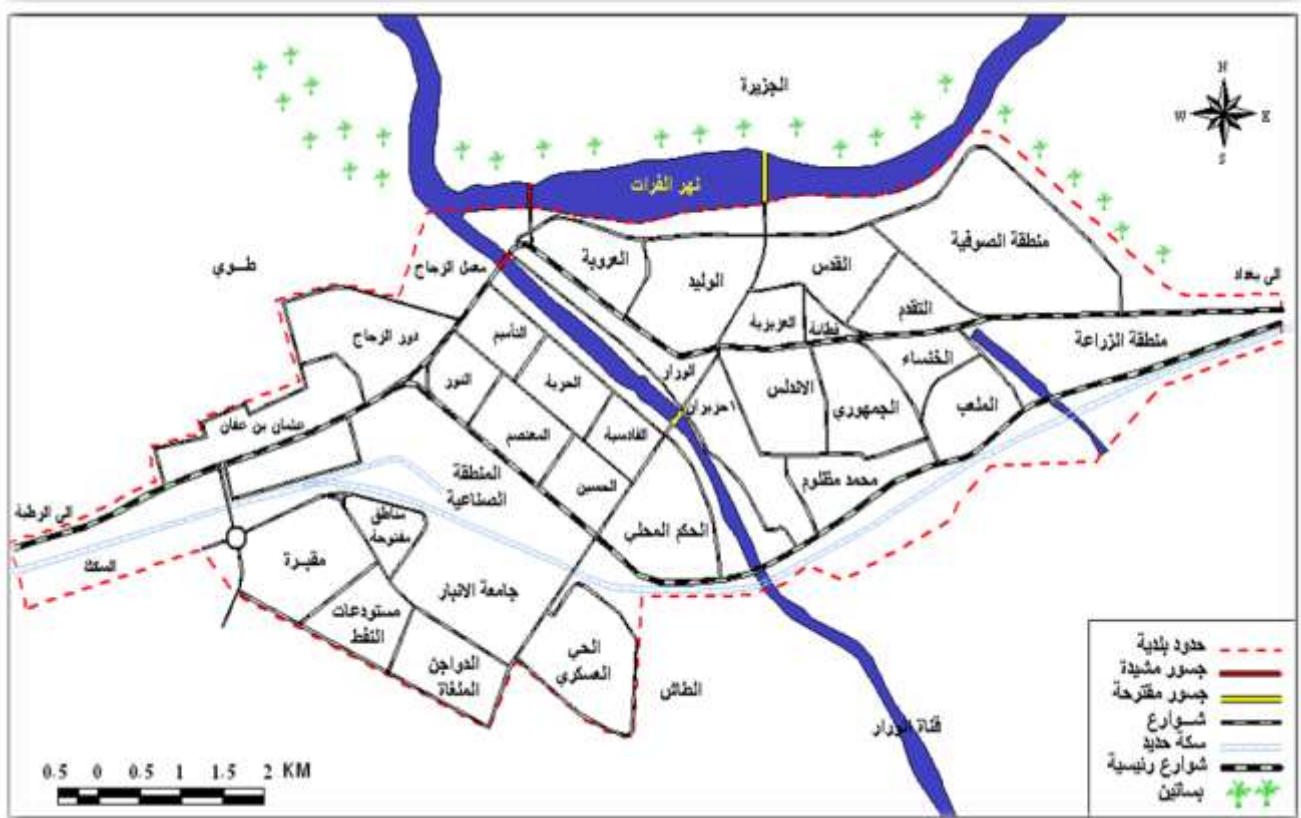 الجزيرة
N
W
E
S
نهر الفرات
منطقة الصوفية
العروبة
الوليد
القدس
معمل الزجاج
طـــوي
الى بغداد
التقدم
قطانة
العزيزية
دور الزجاج
التأميم
منطقة الزراعة
الخنساء
الورار
النور
الحرية
الاندلس
الملعب
الجمهوري
١حزيران
عثمان بن عفان
المعتصم
القادسية
محمد مظلوم
المنطقة
الصناعية
الحسين
الى الرطبة
الحكم المحلي
مناطق
مفتوحة
السكك
مقبرة
جامعة الانبار
مستودعات
النفط
الدواجن
الملغاة
الحي
العسكري
الطاش
قناة الورار
حدود بلدية
جسور مشيدة
جسور مقترحة
شـــوارع
سكة حديد
شوارع رئيسية
بساتين
0.5 0 0.5 1 1.5 2 KM